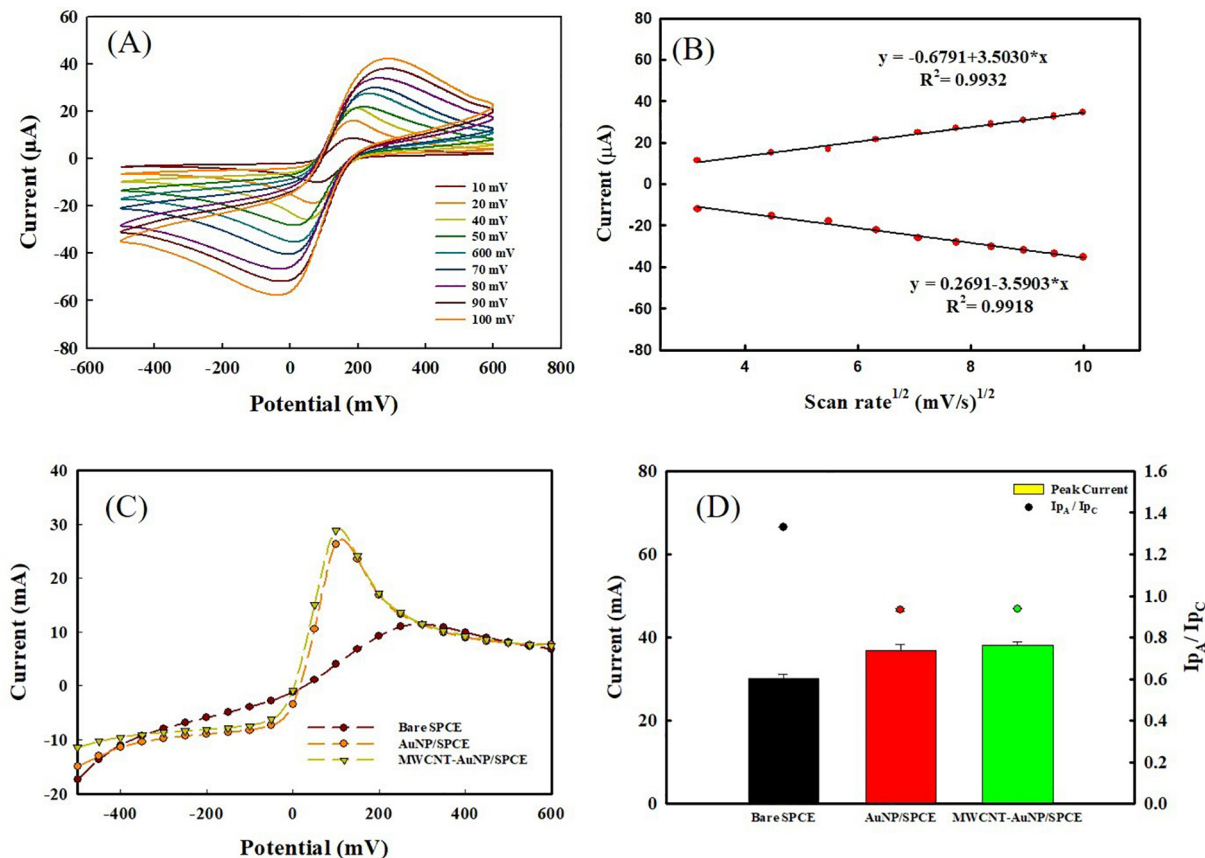 (A)
60
40
20
0
-20
-40
-60
-80
Current (µA)
10 mV
20 mV
40 mV
50 mV
600 mV
70 mV
80 mV
90 mV
100 mV
-600 -400 -200 0 200 400 600 800
Potential (mV)
(B)
80
60
40
20
0
-20
-40
-60
-80
Current (µA)
y = -0.6791+3.5030*x
R2= 0.9932
y = 0.2691-3.5903*x
R2= 0.9918
4 6 8 10
Scan rate1/2 (mV/s)1/2
(C)
40
30
20
10
0
-10
-20
Current (mA)
Bare SPCE
AuNP/SPCE
MWCNT-AuNP/SPCE
-400 -200 0 200 400 600
Potential (mV)
(D)
80
60
40
20
0
Current (mA)
Peak Current
IpA / IpC
1.6
1.4
1.2
1.0
0.8
0.6
0.4
0.2
0.0
IpA/ IpC
Bare SPCE AuNP/SPCE MWCNT-AuNP/SPCE